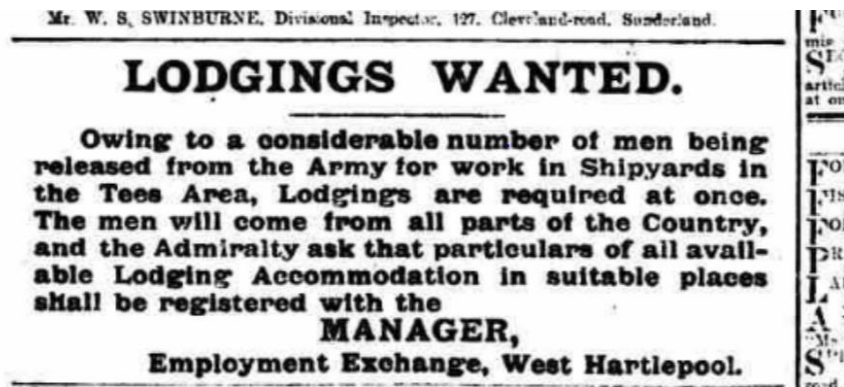 Mr. W. S. SWINBURNE, Divisional Inspector, 127, Cleveland-road, Sunderland.
LODGINGS WANTED.
Owing to a considerable number of men being
released from the Army for work in Shipyards in
the Tees Area, Lodgings are required at once.
The men will come from all parts of the Country,
and the Admiralty ask that particulars of all avail-
able Lodging Accommodation in suitable places
shall be registered with the
MANAGER,
Employment Exchange, West Hartlepool.